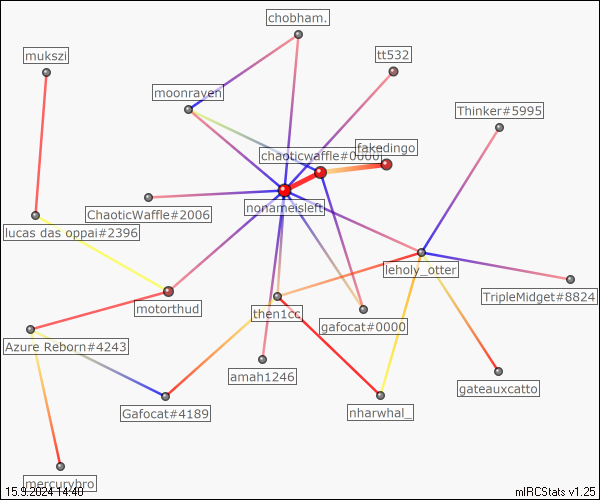 chobham.
mukszi
tt532
moonraven
Thinker#5995
fakedingo
chaoticwaffle#0000
nonameisleft
ChaoticWaffle#2006
lucas das oppai#2396
leholy_otter
TripleMidget#8824
motorthud
then1cc
gafocat#0000
Azure Reborn#4243
amah1246
gateauxcatto
Gafocat#4189
nharwhal_
mercurybro
15.9.2024 14:40
mIRCStats v1.25